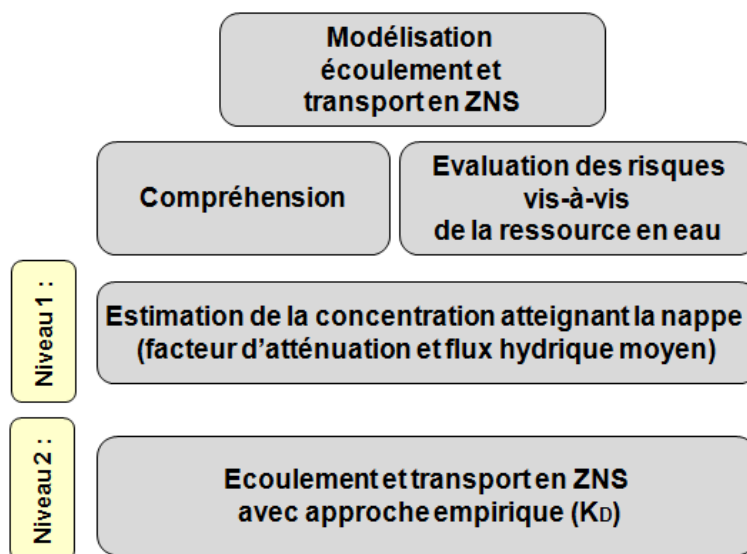 Modélisation
écoulement et
transport en ZNS
Compréhension
Evaluation des risques
vis-à-vis
de la ressource en eau
Niveau 1 :
Estimation de la concentration atteignant la nappe
(facteur d'atténuation et flux hydrique moyen)
Niveau 2 :
Ecoulement et transport en ZNS
avec approche empirique (KD)